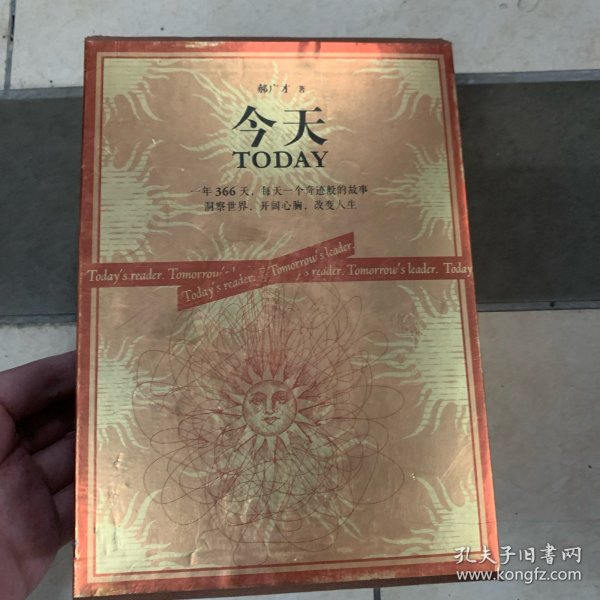 郝广才 著
今天
TODAY
一年366天，每天一个奇迹般的故事
洞察世界，开阔心胸，改变人生
Today's reader. Tomorrow's leader.
Today's reader. Tomorrow's leader. Today
孔夫子旧书网
www.kongfz.com